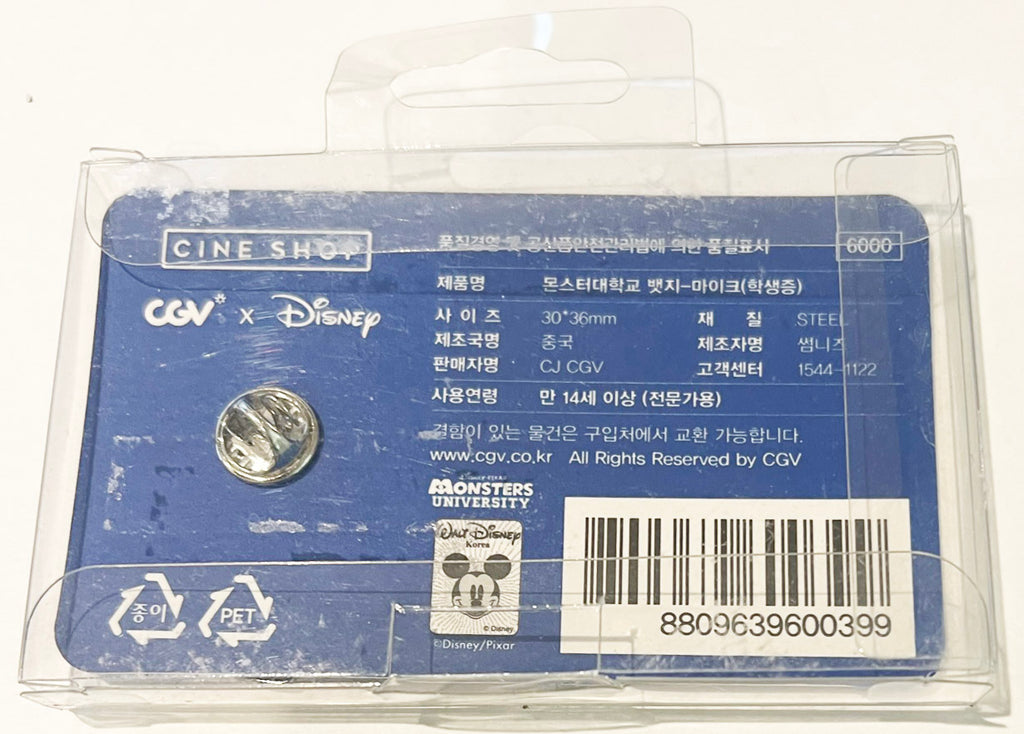 CINE SHOP
CGV* x Disney
품질경영 및 공산품안전관리법에 의한 품질표시
6000
제품명 몬스터대학교 뱃지-마이크(학생증)
사이즈 30*36mm 재 질 STEEL
제조국명 중국 제조자명 썸니즈
판매자명 CJ CGV 고객센터 1544-1122
사용연령 만 14세 이상 (전문가용)
결함이 있는 물건은 구입처에서 교환 가능합니다.
www.cgv.co.kr All Rights Reserved by CGV
DISNEY·PIXAR
MONSTERS
UNIVERSITY
WALT DISNEY
Korea
© Disney
©Disney/Pixar
종이
PET
8809639600399